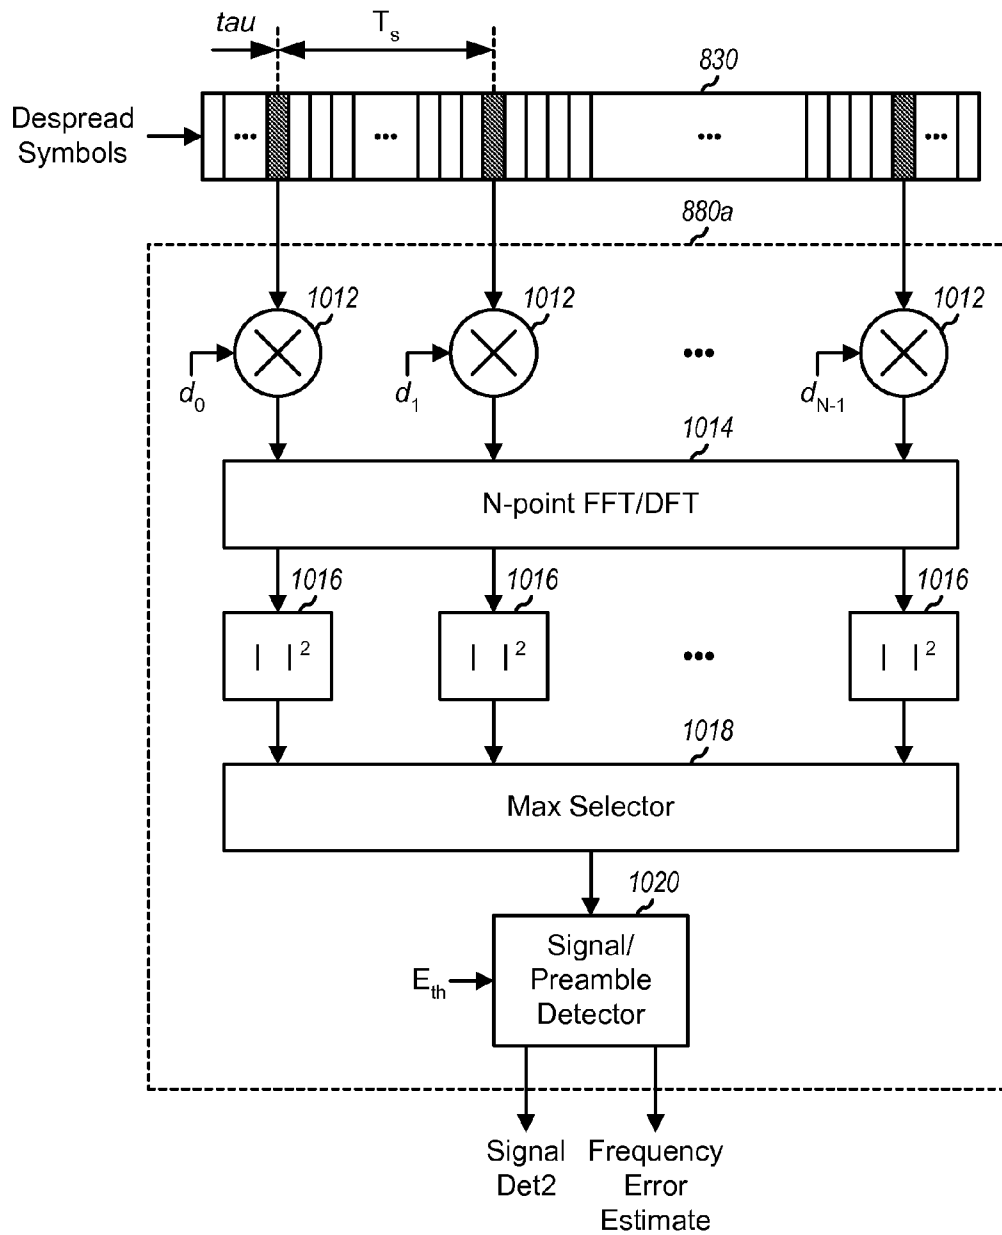 tau
T_s
830
Despread
Symbols
...
...
...
...
880a
1012
1012
1012
...
d_0
d_1
d_N-1
1014
N-point FFT/DFT
1016
1016
1016
| |²
| |²
...
| |²
1018
Max Selector
1020
Signal/
Preamble
Detector
E_th
Signal
Det2
Frequency
Error
Estimate